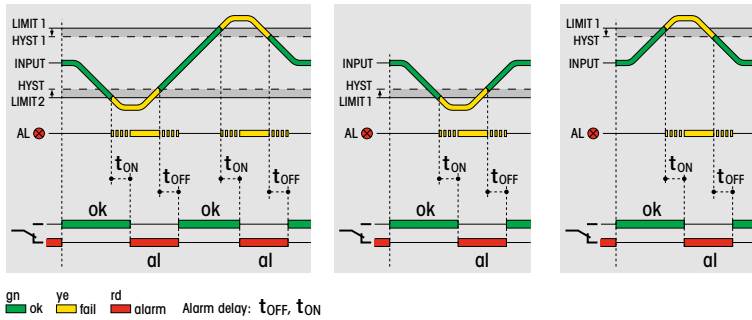 LIMIT 1
HYST 1
INPUT
HYST
LIMIT2
AL
tON
tOFF
tON
tOFF
ok
ok
al
al
INPUT
HYST
LIMIT 1
AL
tON
tOFF
ok
al
LIMIT 1
HYST
INPUT
AL
tON
tOFF
ok
al
gn ok ye fail rd alarm Alarm delay: tOFF, tON